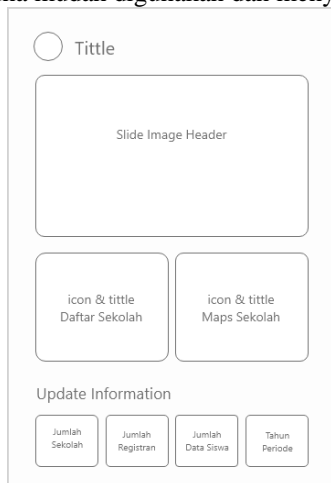 Tittle
Slide Image Header
icon & tittle
Daftar Sekolah
icon & tittle
Maps Sekolah
Update Information
Jumlah
Sekolah
Jumlah
Registran
Jumlah
Data Siswa
Tahun
Periode